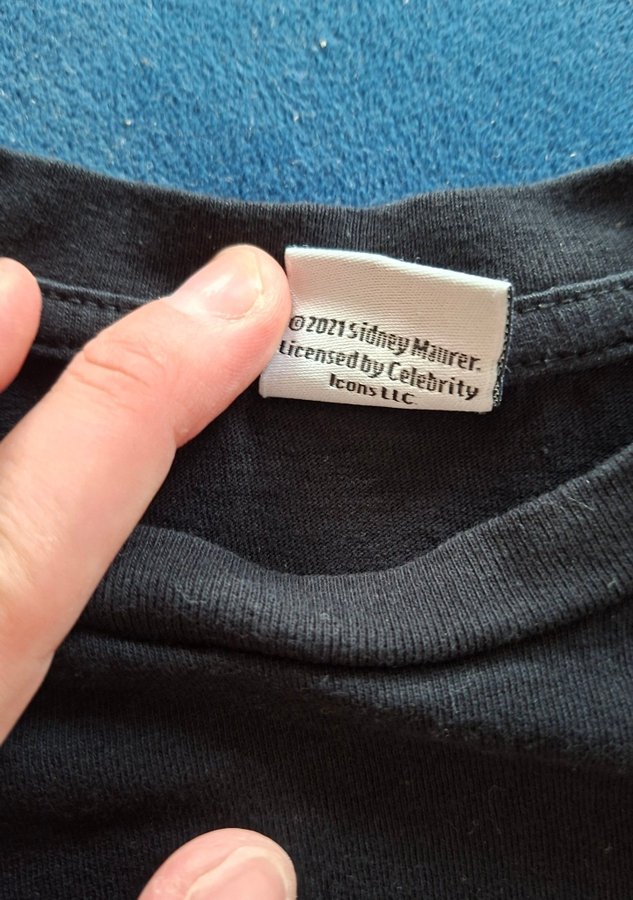 ©2021 Sidney Maurer.
Licensed by Celebrity
Icons LLC